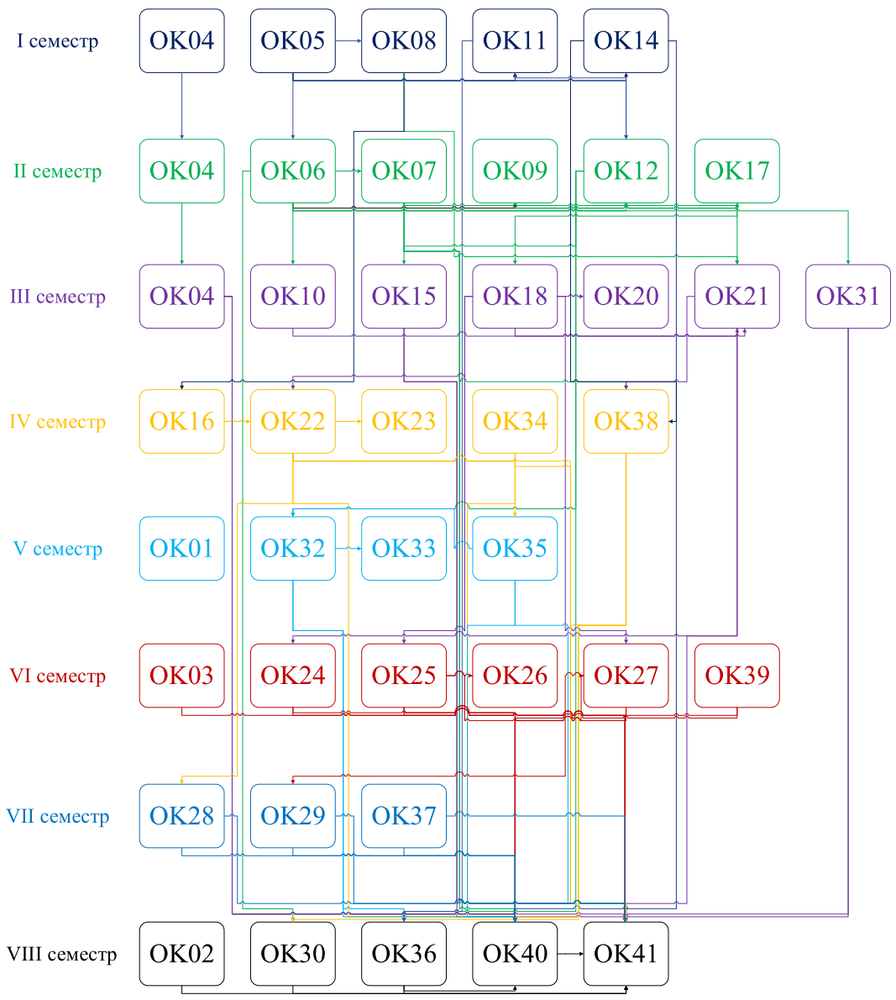 I семестр OK04 OK05 OK08 OK11 OK14
II семестр OK04 OK06 OK07 OK09 OK12 OK17
III семестр OK04 OK10 OK15 OK18 OK20 OK21 OK31
IV семестр OK16 OK22 OK23 OK34 OK38
V семестр OK01 OK32 OK33 OK35
VI семестр OK03 OK24 OK25 OK26 OK27 OK39
VII семестр OK28 OK29 OK37
VIII семестр OK02 OK30 OK36 OK40 OK41